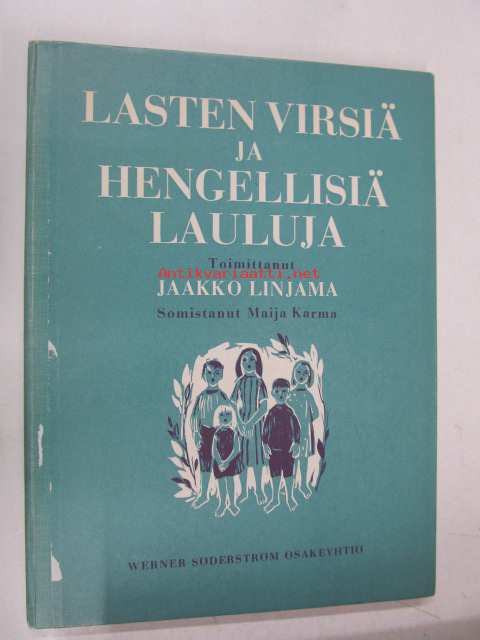 LASTEN VIRSIÄ
JA
HENGELLISIÄ
LAULUJA
Toimittanut
Antikvariaatti.net
JAAKKO LINJAMA
Somistanut Maija Karma
WERNER SÖDERSTRÖM OSAKEYHTIÖ